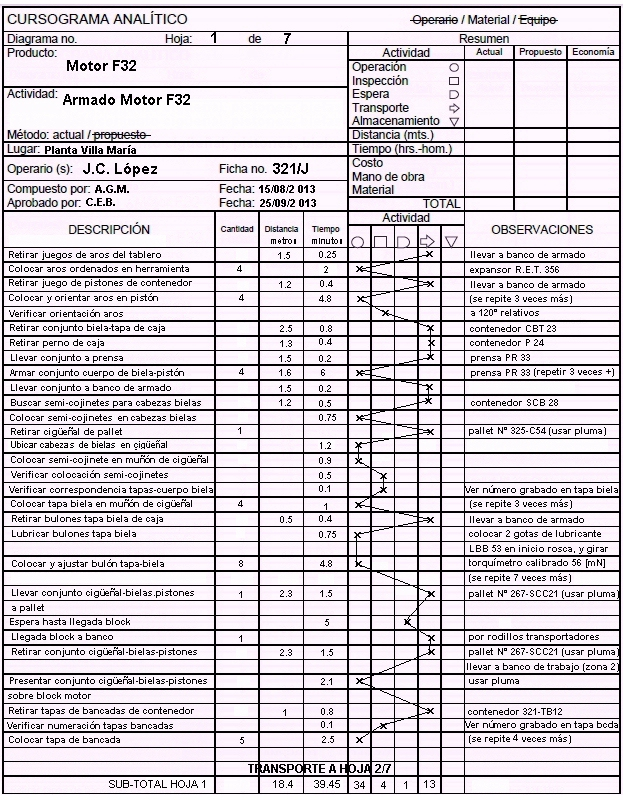 CURSOGRAMA ANALÍTICO
Operario / Material / Equipo
Diagrama no. Hoja: 1 de 7
Resumen
Producto:
Motor F32
Actividad Actual Propuesto Economía
Operación
Inspección
Espera
Transporte
Almacenamiento
Actividad: Armado Motor F32
Método: actual / propuesto
Distancia (mts.)
Lugar: Planta Villa María
Tiempo (hrs.-hom.)
Operario (s): J.C. López Ficha no. 321/J
Costo
Mano de obra
Material
Compuesto por: A.G.M. Fecha: 15/08/2 013
Aprobado por: C.E.B. Fecha: 25/09/2 013
TOTAL
DESCRIPCIÓN Cantidad Distancia metros Tiempo minutos Actividad OBSERVACIONES
Retirar juegos de aros del tablero 1.5 0.25 llevar a banco de armado
Colocar aros ordenados en herramienta 4 2 expansor R.E.T. 356
Retirar juego de pistones de contenedor 1.2 0.4 llevar a banco de armado
Colocar y orientar aros en pistón 4 4.8 (se repite 3 veces más)
Verificar orientación aros a 120º relativos
Retirar conjunto biela-tapa de caja 2.5 0.8 contenedor CBT 23
Retirar perno de caja 1.3 0.4 contenedor P 24
Llevar conjunto a prensa 1.5 0.2 prensa PR 33
Armar conjunto cuerpo de biela-pistón 4 1.6 6 prensa PR 33 (repetir 3 veces +)
Llevar conjunto a banco de armado 1.5 0.2
Buscar semi-cojinetes para cabezas bielas 1.2 0.5 contenedor SCB 28
Colocar semi-cojinetes en cabezas bielas 0.75
Retirar cigüeñal de pallet 1 pallet Nº 325-C54 (usar pluma)
Ubicar cabezas de bielas en çigüeñal 1.2
Colocar semi-cojinete en muñón de cigüeñal 0.9
Verificar colocación semi-cojinetes 0.5
Verificar correspondencia tapas-cuerpo biela 0.1 Ver número grabado en tapa biela
Colocar tapa biela en muñón de cigüeñal 4 1 (se repite 3 veces más)
Retirar bulones tapa biela de caja 0.5 0.4 llevar a banco de armado
Lubricar bulones tapa biela 0.75 colocar 2 gotas de lubricante
LBB 53 en inicio rosca, y girar
Colocar y ajustar bulón tapa-biela 8 4.8 torquímetro calibrado 56 [mN]
(se repite 7 veces más)
Llevar conjunto cigüeñal-bielas.pistones 1 2.3 1.5 pallet Nº 267-SCC21 (usar pluma)
a pallet
Espera hasta llegada block 5
Llegada block a banco 1 por rodillos transportadores
Retirar conjunto cigüeñal-bielas-pistones 2.3 1.5 pallet Nº 267-SCC21 (usar pluma)
llevar a banco de trabajo (zona 2)
Presentar conjunto cigüeñal-bielas-pistones 2.1 usar pluma
sobre block motor
Retirar tapas de bancadas de contenedor 1 0.8 contenedor 321-TB12
Verificar numeración tapas bancadas 0.1 Ver número grabado en tapa bcda
Colocar tapa de bancada 5 2.5 (se repite 4 veces más)
TRANSPORTE A HOJA 2/7
SUB-TOTAL HOJA 1 18.4 39.45 34 4 1 13